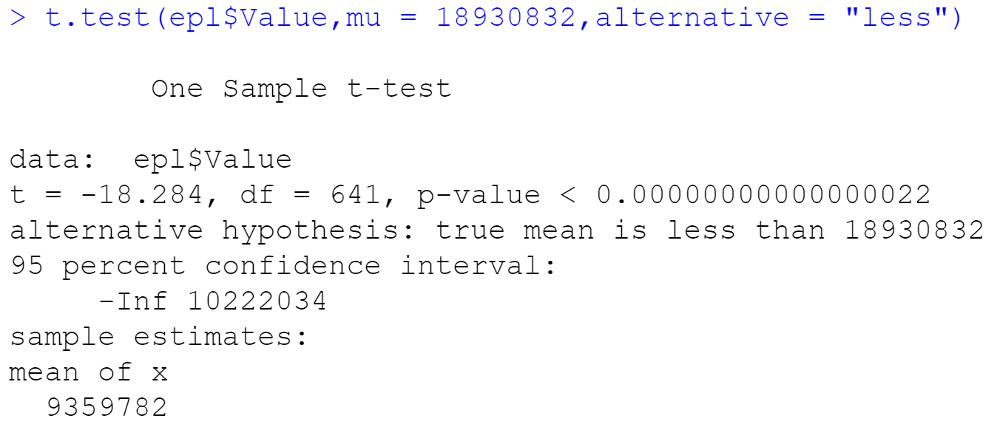 > t.test(epl$Value,mu = 18930832,alternative = "less")
One Sample t-test
data:  epl$Value
t = -18.284, df = 641, p-value < 0.00000000000000022
alternative hypothesis: true mean is less than 18930832
95 percent confidence interval:
-Inf 10222034
sample estimates:
mean of x
9359782